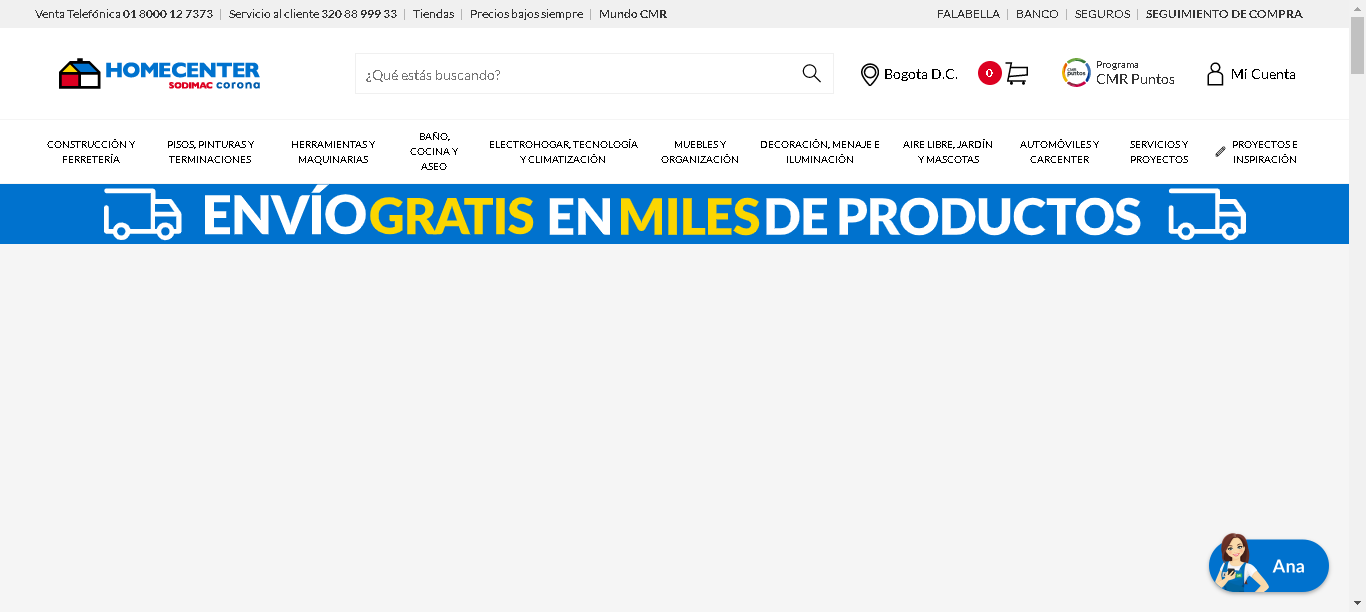 Venta Telefónica 01 8000 12 7373 | Servicio al cliente 320 88 999 33 | Tiendas | Precios bajos siempre | Mundo CMR
FALABELLA | BANCO | SEGUROS | SEGUIMIENTO DE COMPRA
HOMECENTER
SODIMAC corona
¿Qué estás buscando?
Bogota D.C.
0
CMR puntos
Programa
CMR Puntos
Mi Cuenta
CONSTRUCCIÓN Y
FERRETERÍA
PISOS, PINTURAS Y
TERMINACIONES
HERRAMIENTAS Y
MAQUINARIAS
BAÑO,
COCINA Y
ASEO
ELECTROHOGAR, TECNOLOGÍA
Y CLIMATIZACIÓN
MUEBLES Y
ORGANIZACIÓN
DECORACIÓN, MENAJE E
ILUMINACIÓN
AIRE LIBRE, JARDÍN
Y MASCOTAS
AUTOMÓVILES Y
CARCENTER
SERVICIOS Y
PROYECTOS
PROYECTOS E
INSPIRACIÓN
ENVÍO GRATIS EN MILES DE PRODUCTOS
Ana